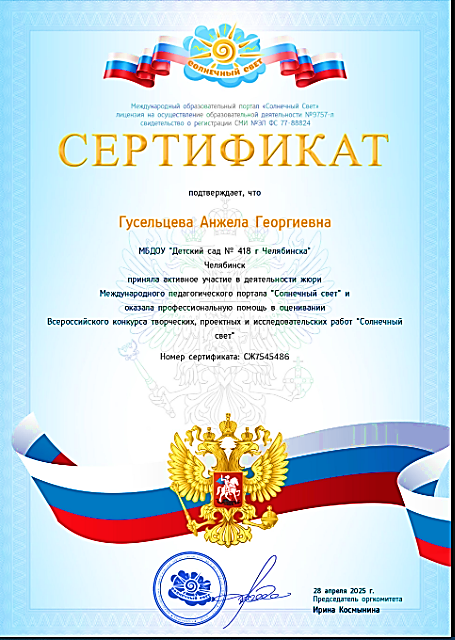 СОЛНЕЧНЫЙ СВЕТ
Международный образовательный портал «Солнечный Свет»
лицензия на осуществление образовательной деятельности №9757-л
свидетельство о регистрации СМИ №ЭЛ ФС 77-88824
СЕРТИФИКАТ
подтверждает, что
Гусельцева Анжела Георгиевна
МБДОУ "Детский сад № 418 г Челябинска"
Челябинск
приняла активное участие в деятельности жюри
Международного педагогического портала "Солнечный свет" и
оказала профессиональную помощь в оценивании
Всероссийского конкурса творческих, проектных и исследовательских работ "Солнечный
свет"
Номер сертификата: СЖ7545486
СОЛНЕЧНЫЙ СВЕТ
28 апреля 2025 г.
Председатель оргкомитета
Ирина Космынина